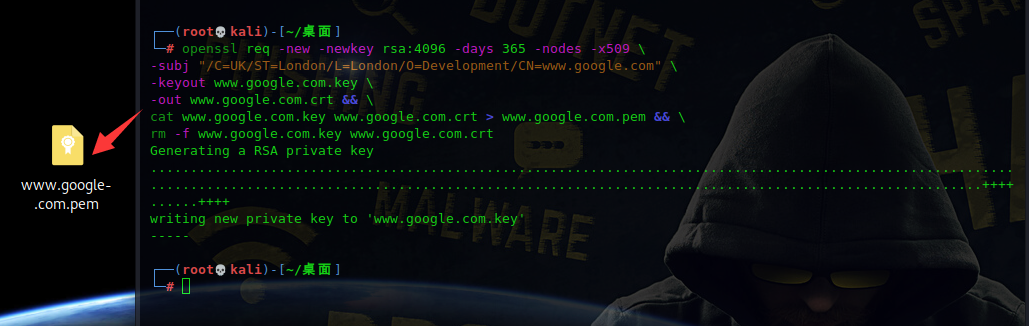 ┌──(root💀kali)-[~/桌面]
└─# openssl req -new -newkey rsa:4096 -days 365 -nodes -x509 \
-subj "/C=UK/ST=London/L=London/O=Development/CN=www.google.com" \
-keyout www.google.com.key \
-out www.google.com.crt && \
cat www.google.com.key www.google.com.crt > www.google.com.pem && \
rm -f www.google.com.key www.google.com.crt
Generating a RSA private key
.......................................................................................................
.......................................................................................................++++
......++++
writing new private key to 'www.google.com.key'
-----
┌──(root💀kali)-[~/桌面]
└─#
www.google-
.com.pem
BOTNET
MALWARE